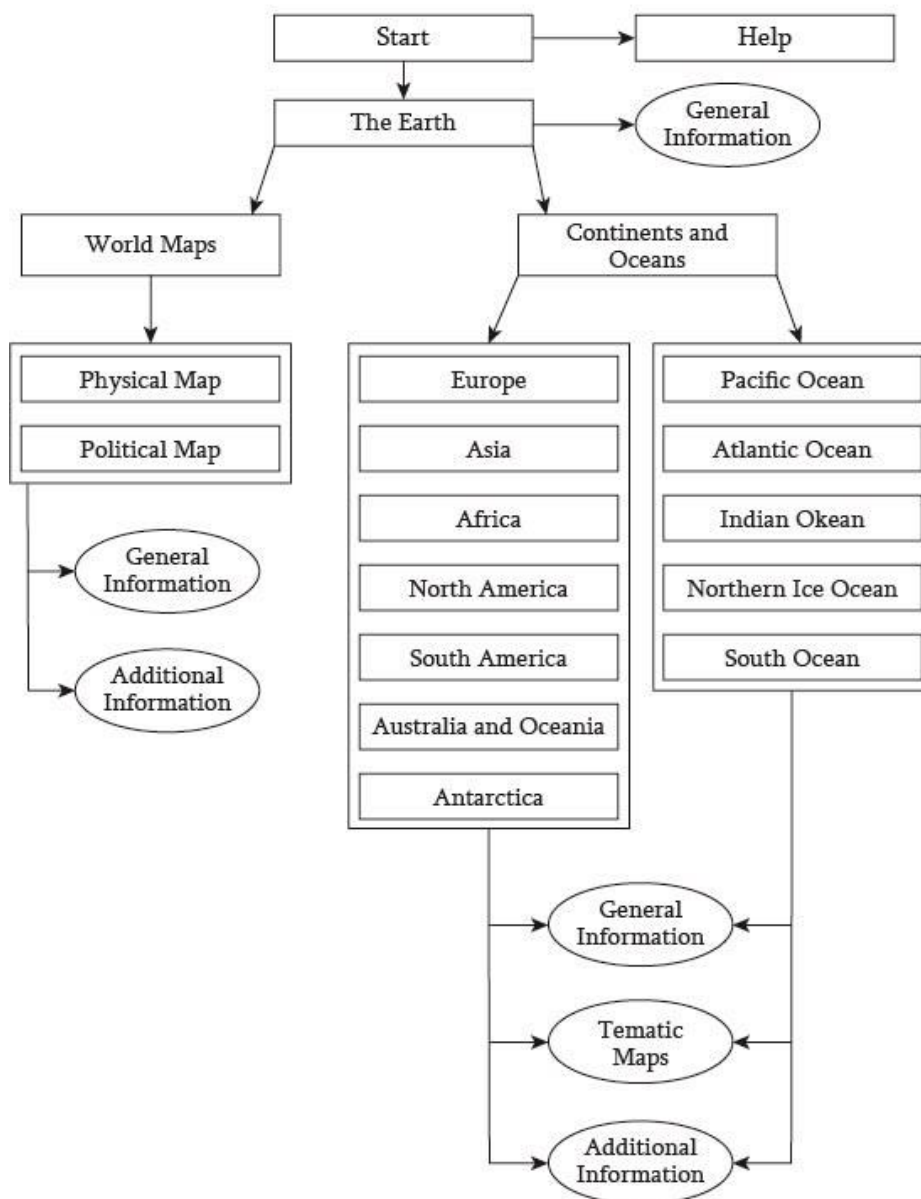 Start
Help
The Earth
General
Information
World Maps
Continents and
Oceans
Physical Map
Political Map
General
Information
Additional
Information
Europe
Asia
Africa
North America
South America
Australia and Oceania
Antarctica
Pacific Ocean
Atlantic Ocean
Indian Okean
Northern Ice Ocean
South Ocean
General
Information
Tematic
Maps
Additional
Information